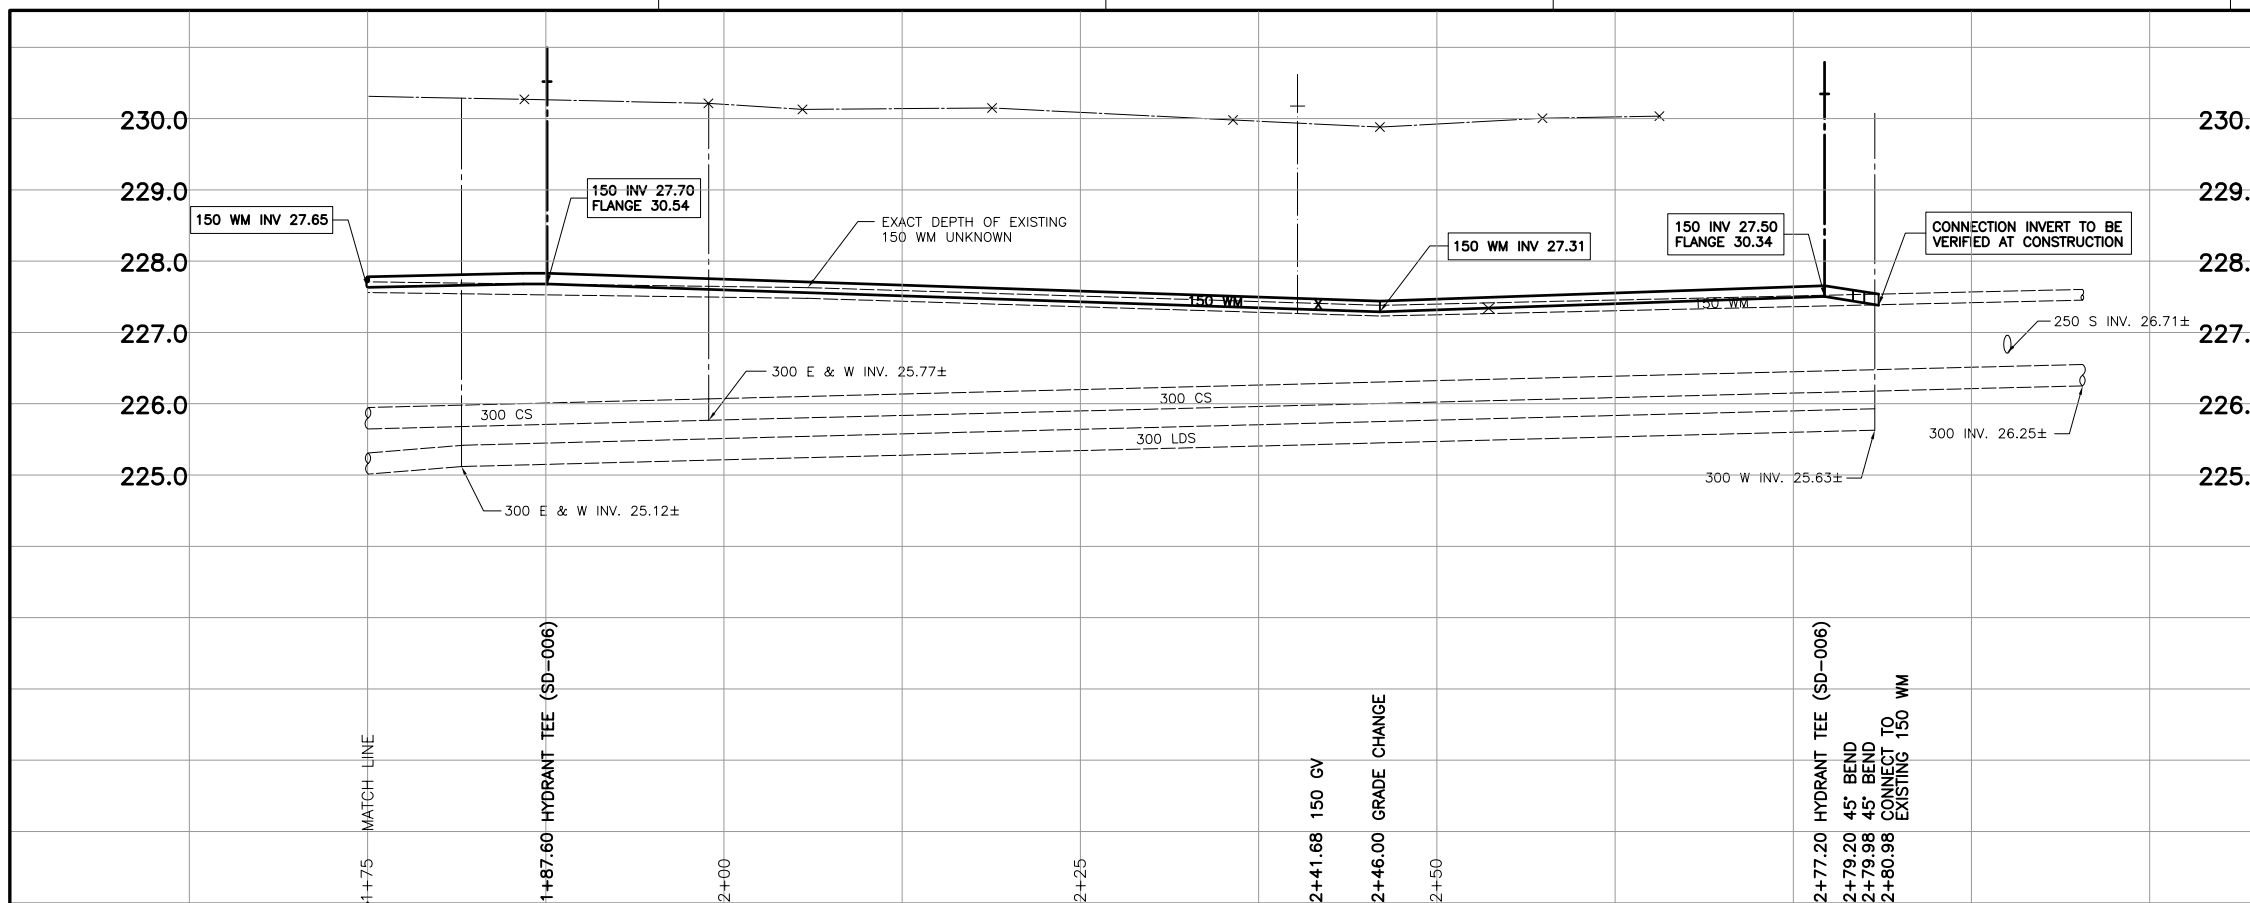 230.0
230.
229.0
229.
228.0
228.
227.0
227.
226.0
226.
225.0
225.
150 WM INV 27.65
150 INV 27.70
FLANGE 30.54
EXACT DEPTH OF EXISTING
150 WM UNKNOWN
150 WM INV 27.31
150 INV 27.50
FLANGE 30.34
CONNECTION INVERT TO BE
VERIFIED AT CONSTRUCTION
150 WM
150 WM
250 S INV. 26.71±
300 E & W INV. 25.77±
300 CS
300 CS
300 LDS
300 INV. 26.25±
300 W INV. 25.63±
300 E & W INV. 25.12±
1+75
MATCH LINE
1+87.60 HYDRANT TEE (SD-006)
2+00
2+25
2+41.68 150 GV
2+46.00 GRADE CHANGE
2+50
2+77.20 HYDRANT TEE (SD-006)
2+79.20 45° BEND
2+79.98 45° BEND
2+80.98 CONNECT TO
EXISTING 150 WM